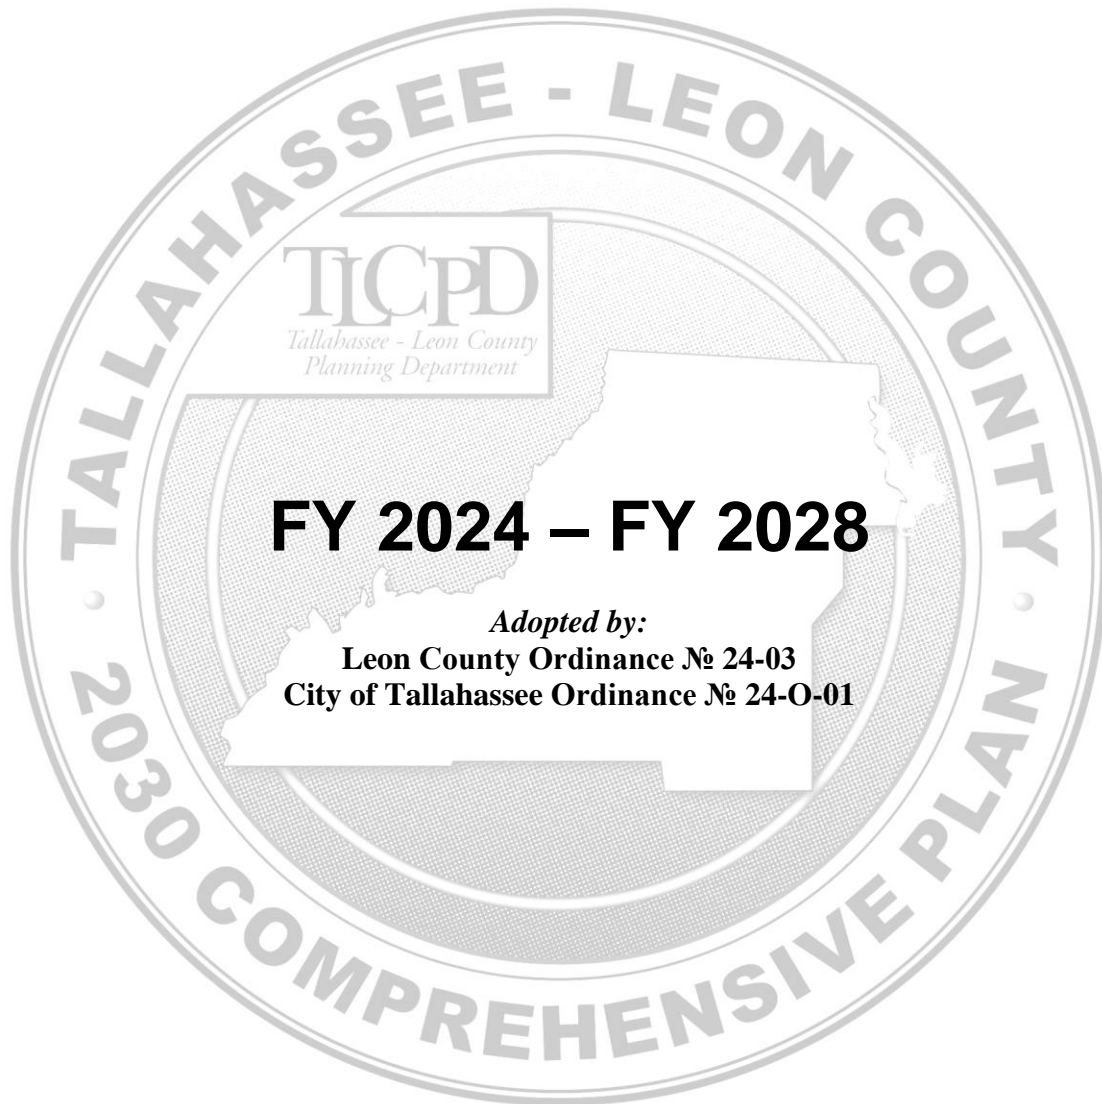 TALLAHASSEE - LEON COUNTY
TLCPD
Tallahassee - Leon County
Planning Department
FY 2024 – FY 2028
Adopted by:
Leon County Ordinance № 24-03
City of Tallahassee Ordinance № 24-O-01
2030 COMPREHENSIVE PLAN